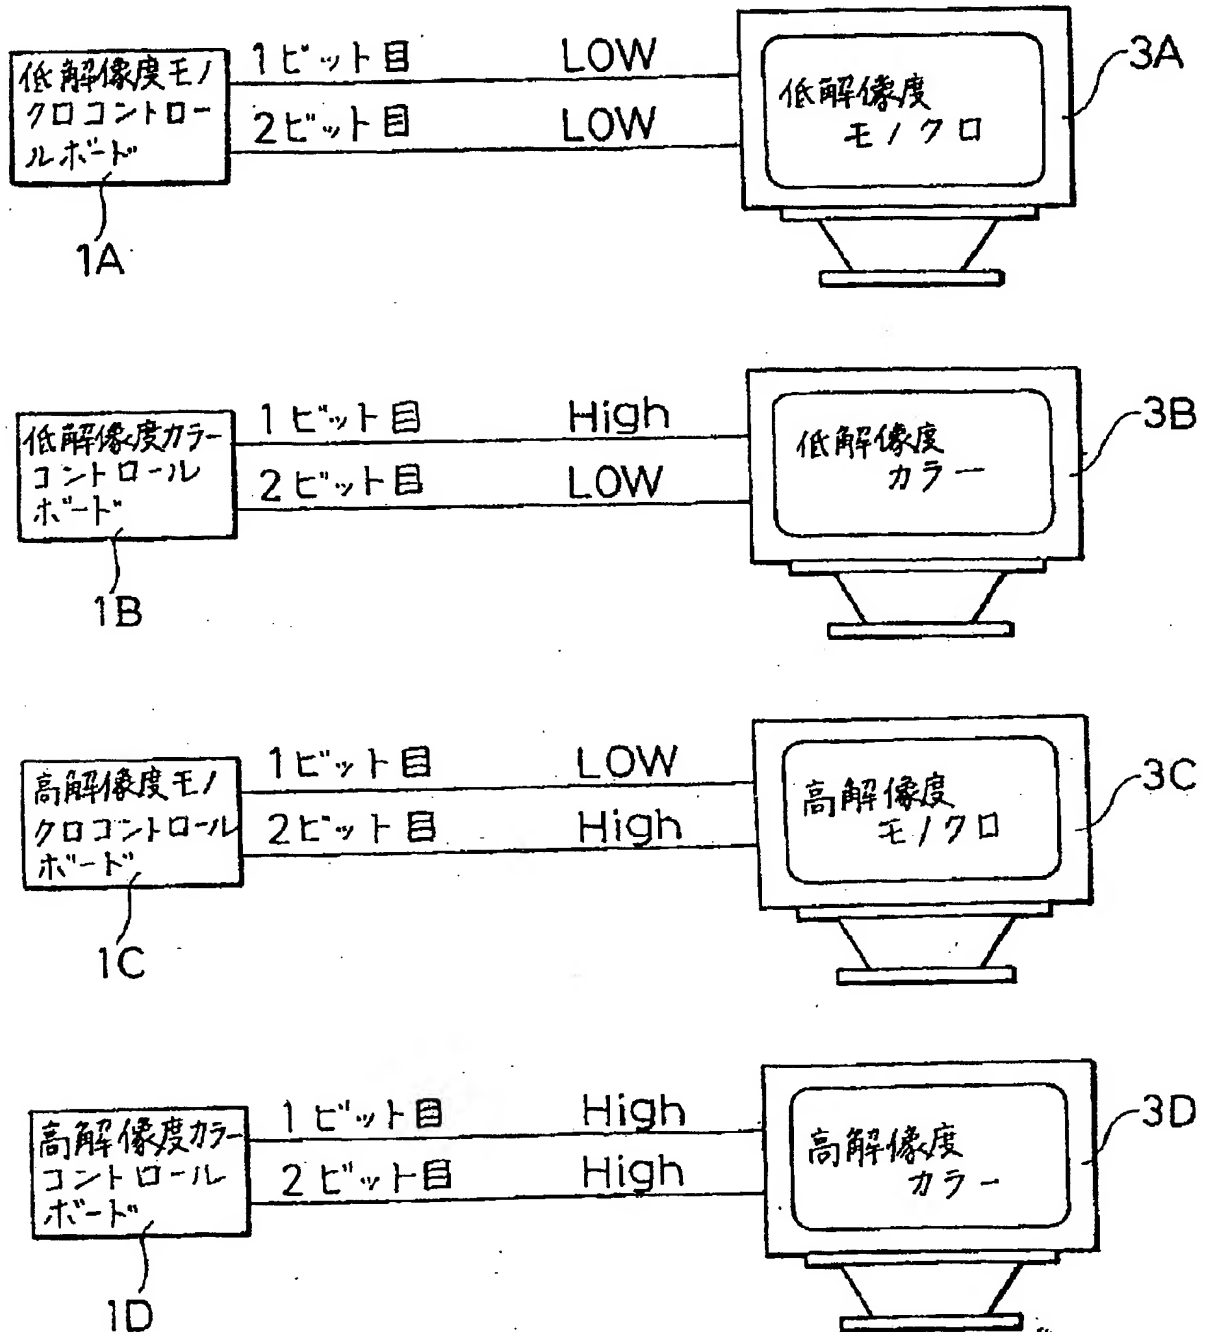 低解像度モノ
クロコントロー
ルボード
1ビット目 LOW
2ビット目 LOW
低解像度
モノクロ
3A
1A
低解像度カラー
コントロール
ボード
1ビット目 High
2ビット目 LOW
低解像度
カラー
3B
1B
高解像度モノ
クロコントロール
ボード
1ビット目 LOW
2ビット目 High
高解像度
モノクロ
3C
1C
高解像度カラー
コントロール
ボード
1ビット目 High
2ビット目 High
高解像度
カラー
3D
1D